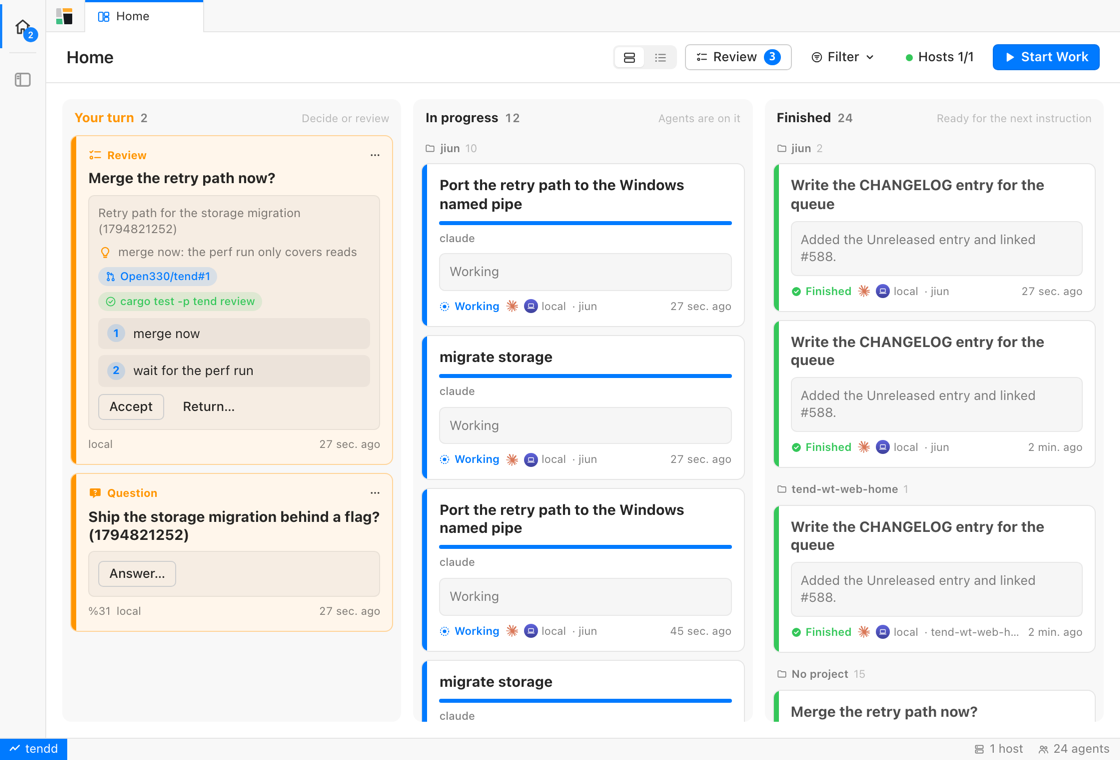 Home
2
Home
Review 3
Filter
Hosts 1/1
Start Work
Your turn 2
Decide or review
Review
...
Merge the retry path now?
Retry path for the storage migration
(1794821252)
merge now: the perf run only covers reads
Open330/tend#1
cargo test -p tend review
1 merge now
2 wait for the perf run
Accept
Return...
local
27 sec. ago
Question
...
Ship the storage migration behind a flag?
(1794821252)
Answer...
%31 local
27 sec. ago
In progress 12
Agents are on it
jiun 10
Port the retry path to the Windows
named pipe
claude
Working
Working local · jiun
27 sec. ago
migrate storage
claude
Working
Working local · jiun
27 sec. ago
Port the retry path to the Windows
named pipe
claude
Working
Working local · jiun
45 sec. ago
migrate storage
claude
Finished 24
Ready for the next instruction
jiun 2
Write the CHANGELOG entry for the
queue
Added the Unreleased entry and linked
#588.
Finished local · jiun
27 sec. ago
Write the CHANGELOG entry for the
queue
Added the Unreleased entry and linked
#588.
Finished local · jiun
2 min. ago
tend-wt-web-home 1
Write the CHANGELOG entry for the
queue
Added the Unreleased entry and linked
#588.
Finished local · tend-wt-web-h...
2 min. ago
No project 15
Merge the retry path now?
tendd
1 host
24 agents